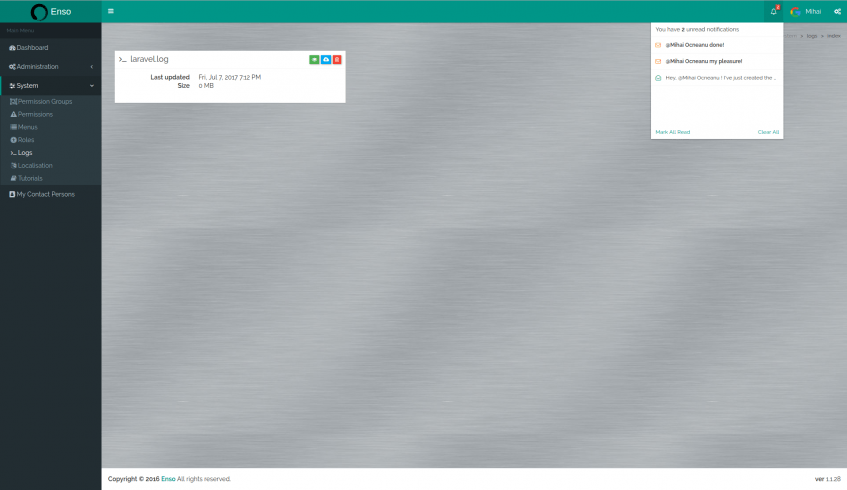 Enso
2
Mihai
Main Menu
Dashboard
Administration
System
Permission Groups
Permissions
Menus
Roles
Logs
Localisation
Tutorials
My Contact Persons
>_ laravel.log
Last updated Fri, Jul 7, 2017 7:12 PM
Size 0 MB
You have 2 unread notifications
@Mihai Ocneanu done!
@Mihai Ocneanu my pleasure!
Hey, @Mihai Ocneanu ! I've just created the ...
Mark All Read Clear All
> logs > index
Copyright © 2016 Enso All rights reserved.
ver 1.1.28